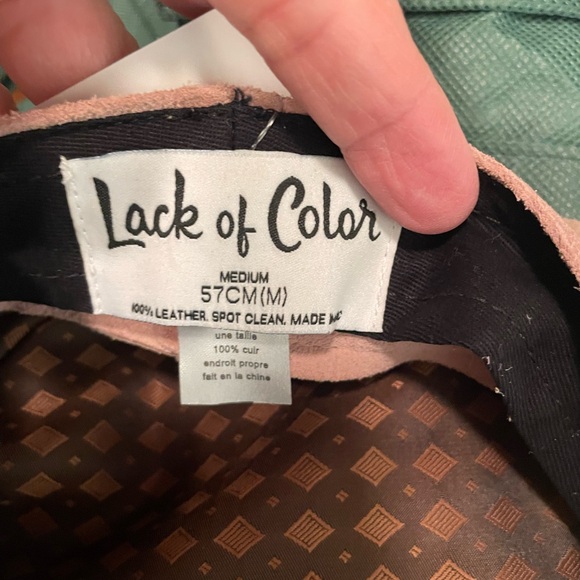 Lack of Color
MEDIUM
57CM(M)
100% LEATHER. SPOT CLEAN. MADE
une taille
100% cuir
endroit propre
fait en la chine